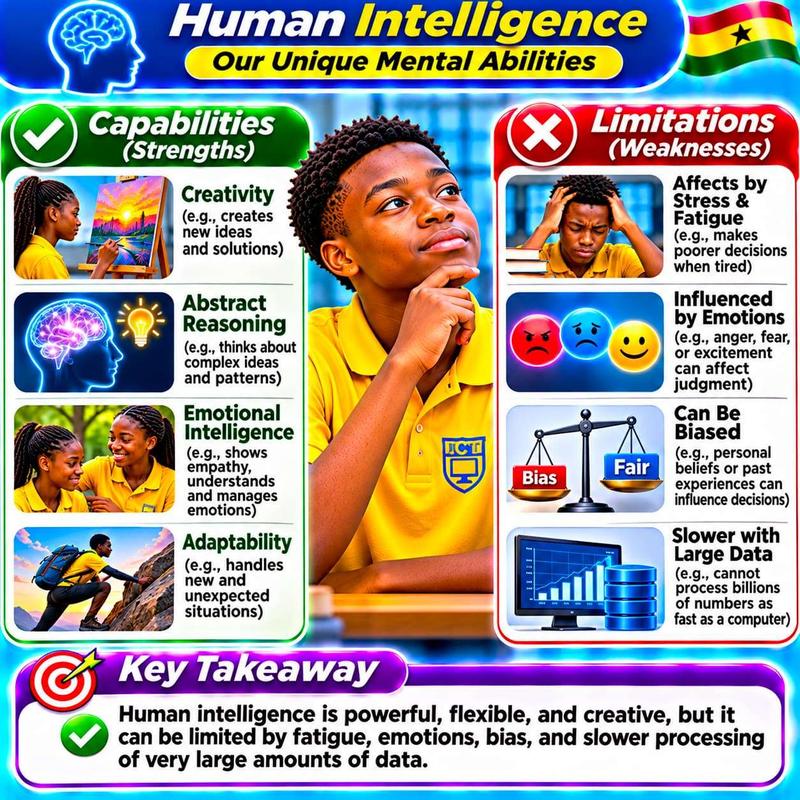 Human Intelligence
Our Unique Mental Abilities
Capabilities
(Strengths)
Creativity
(e.g., creates
new ideas
and solutions)
Abstract
Reasoning
(e.g., thinks about
complex ideas
and patterns)
Emotional
Intelligence
(e.g., shows
empathy,
understands
and manages
emotions)
Adaptability
(e.g., handles
new and
unexpected
situations)
ICT
Limitations
(Weaknesses)
Affects by
Stress &
Fatigue
(e.g., makes
poorer decisions
when tired)
Influenced
by Emotions
(e.g., anger, fear,
or excitement
can affect
judgment)
Bias
Fair
Can Be
Biased
(e.g., personal
beliefs or past
experiences can
influence decisions)
Slower with
Large Data
(e.g., cannot
process billions
of numbers as
fast as a computer)
Key Takeaway
Human intelligence is powerful, flexible, and creative, but it
can be limited by fatigue, emotions, bias, and slower processing
of very large amounts of data.